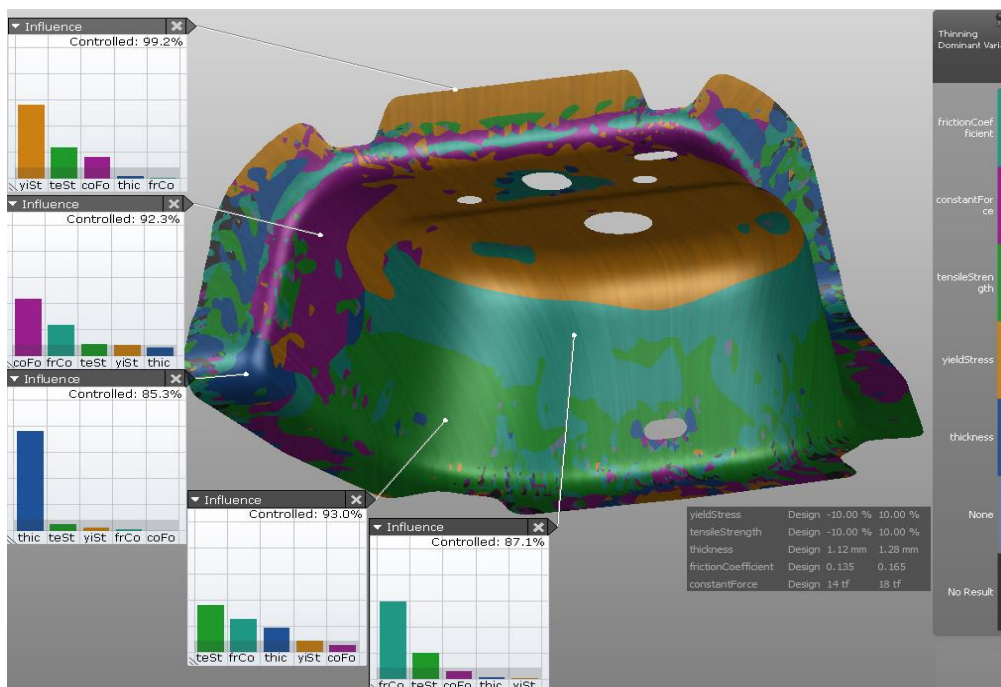 Influence
Controlled: 99.2%
yiSt teSt coFo thic frCo
Influence
Controlled: 92.3%
coFo frCo teSt yiSt thic
Influence
Controlled: 85.3%
thic teSt yiSt frCo coFo
Influence
Controlled: 93.0%
teSt frCo thic yiSt coFo
Influence
Controlled: 87.1%
frCo teSt coFo thic yiSt
yieldStress Design -10.00 % 10.00 %
tensileStrength Design -10.00 % 10.00 %
thickness Design 1.12 mm 1.28 mm
frictionCoefficient Design 0.135 0.165
constantForce Design 14 tf 18 tf
Thinning
Dominant Varia
frictionCoef
ficient
constantFor
ce
tensileStren
gth
yieldStress
thickness
None
No Result